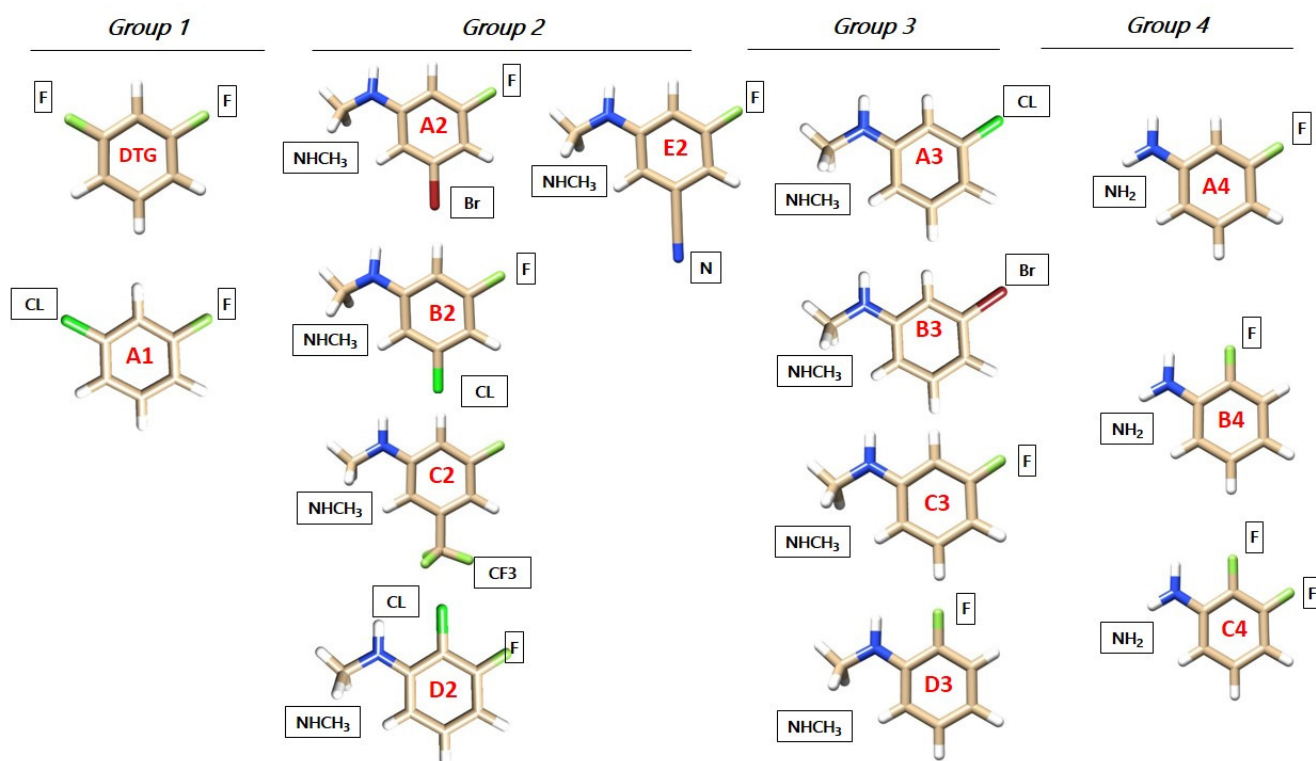 Group 1
Group 2
Group 3
Group 4
F
F
DTG
CL
F
A1
F
A2
NHCH₃
Br
F
E2
NHCH₃
N
F
B2
NHCH₃
CL
C2
NHCH₃
CF3
CL
F
D2
NHCH₃
CL
A3
NHCH₃
Br
B3
NHCH₃
F
C3
NHCH₃
F
D3
NHCH₃
F
A4
NH₂
F
B4
NH₂
F
F
C4
NH₂